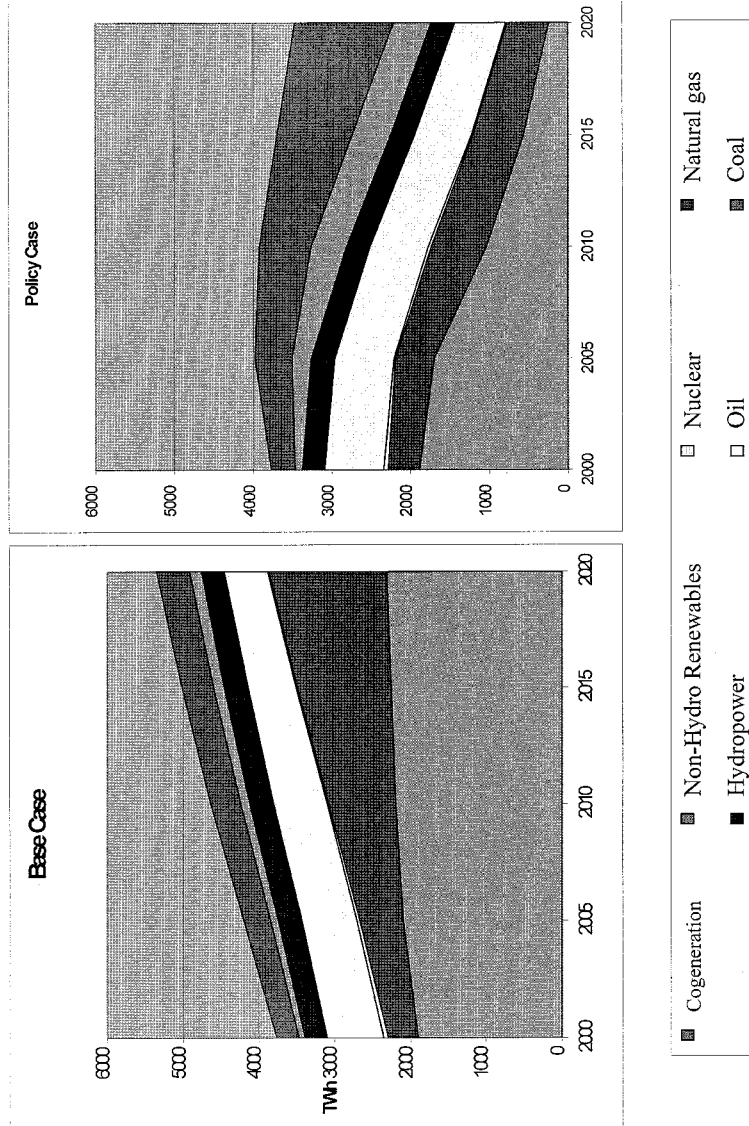 Base Case
TWh
6000
5000
4000
3000
2000
1000
0
2000 2005 2010 2015 2020
Policy Case
6000
5000
4000
3000
2000
1000
0
2000 2005 2010 2015 2020
Cogeneration Non-Hydro Renewables Nuclear Natural gas
Hydropower Oil Coal